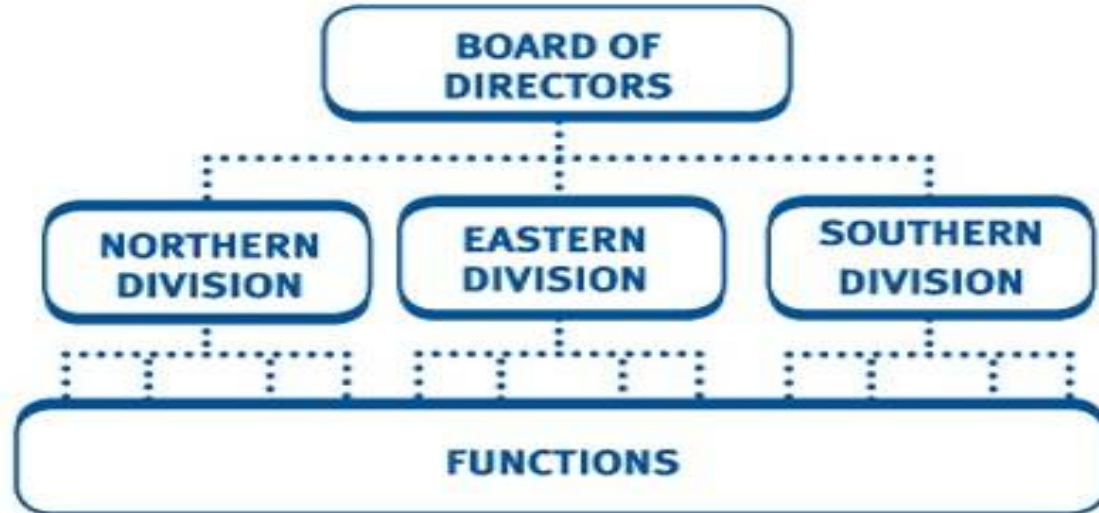 BOARD OF
DIRECTORS
NORTHERN
DIVISION
EASTERN
DIVISION
SOUTHERN
DIVISION
FUNCTIONS